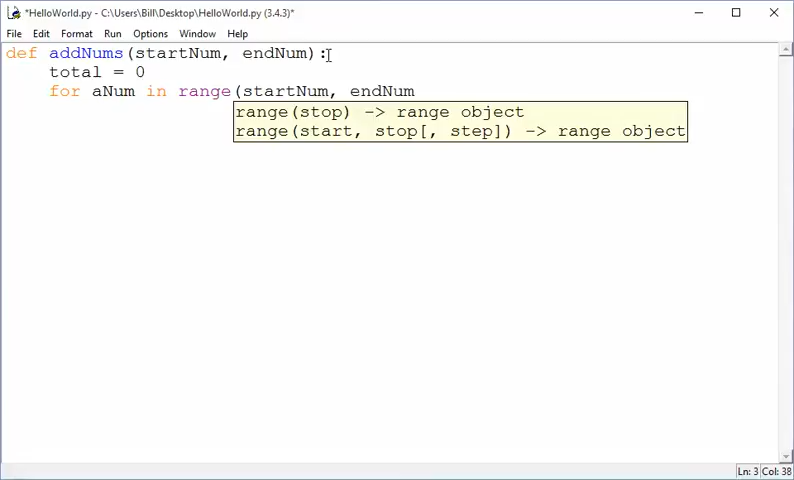 *HelloWorld.py - C:\Users\Bill\Desktop\HelloWorld.py (3.4.3)*
File Edit Format Run Options Window Help
def addNums(startNum, endNum):
    total = 0
    for aNum in range(startNum, endNum
range(stop) -> range object
range(start, stop[, step]) -> range object
Ln: 3 Col: 38